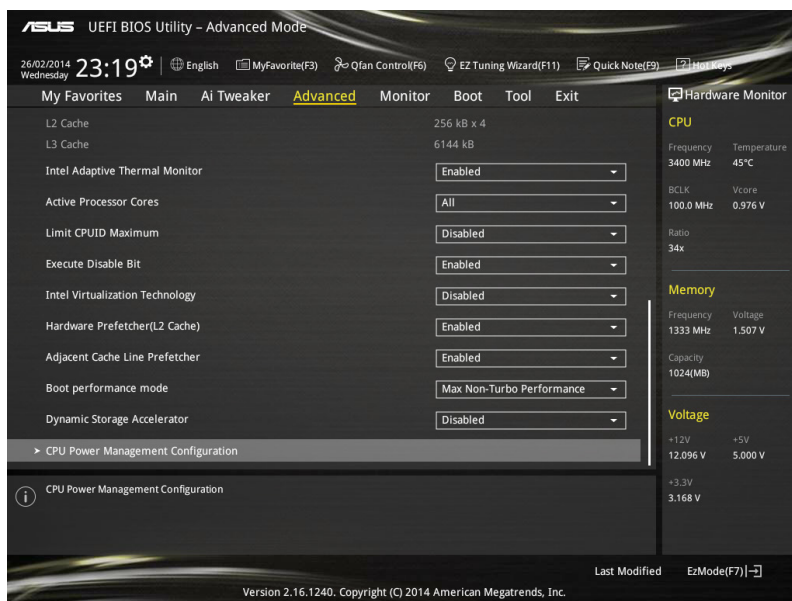 ASUS UEFI BIOS Utility – Advanced Mode
26/02/2014 Wednesday 23:19 English MyFavorite(F3) Qfan Control(F6) EZ Tuning Wizard(F11) Quick Note(F9) ? Hot Keys
My Favorites Main Ai Tweaker Advanced Monitor Boot Tool Exit
L2 Cache 256 kB x 4
L3 Cache 6144 kB
Intel Adaptive Thermal Monitor Enabled
Active Processor Cores All
Limit CPUID Maximum Disabled
Execute Disable Bit Enabled
Intel Virtualization Technology Disabled
Hardware Prefetcher(L2 Cache) Enabled
Adjacent Cache Line Prefetcher Enabled
Boot performance mode Max Non-Turbo Performance
Dynamic Storage Accelerator Disabled
> CPU Power Management Configuration
i CPU Power Management Configuration
Hardware Monitor
CPU
Frequency Temperature
3400 MHz 45°C
BCLK Vcore
100.0 MHz 0.976 V
Ratio
34x
Memory
Frequency Voltage
1333 MHz 1.507 V
Capacity
1024(MB)
Voltage
+12V +5V
12.096 V 5.000 V
+3.3V
3.168 V
Last Modified EzMode(F7)
Version 2.16.1240. Copyright (C) 2014 American Megatrends, Inc.